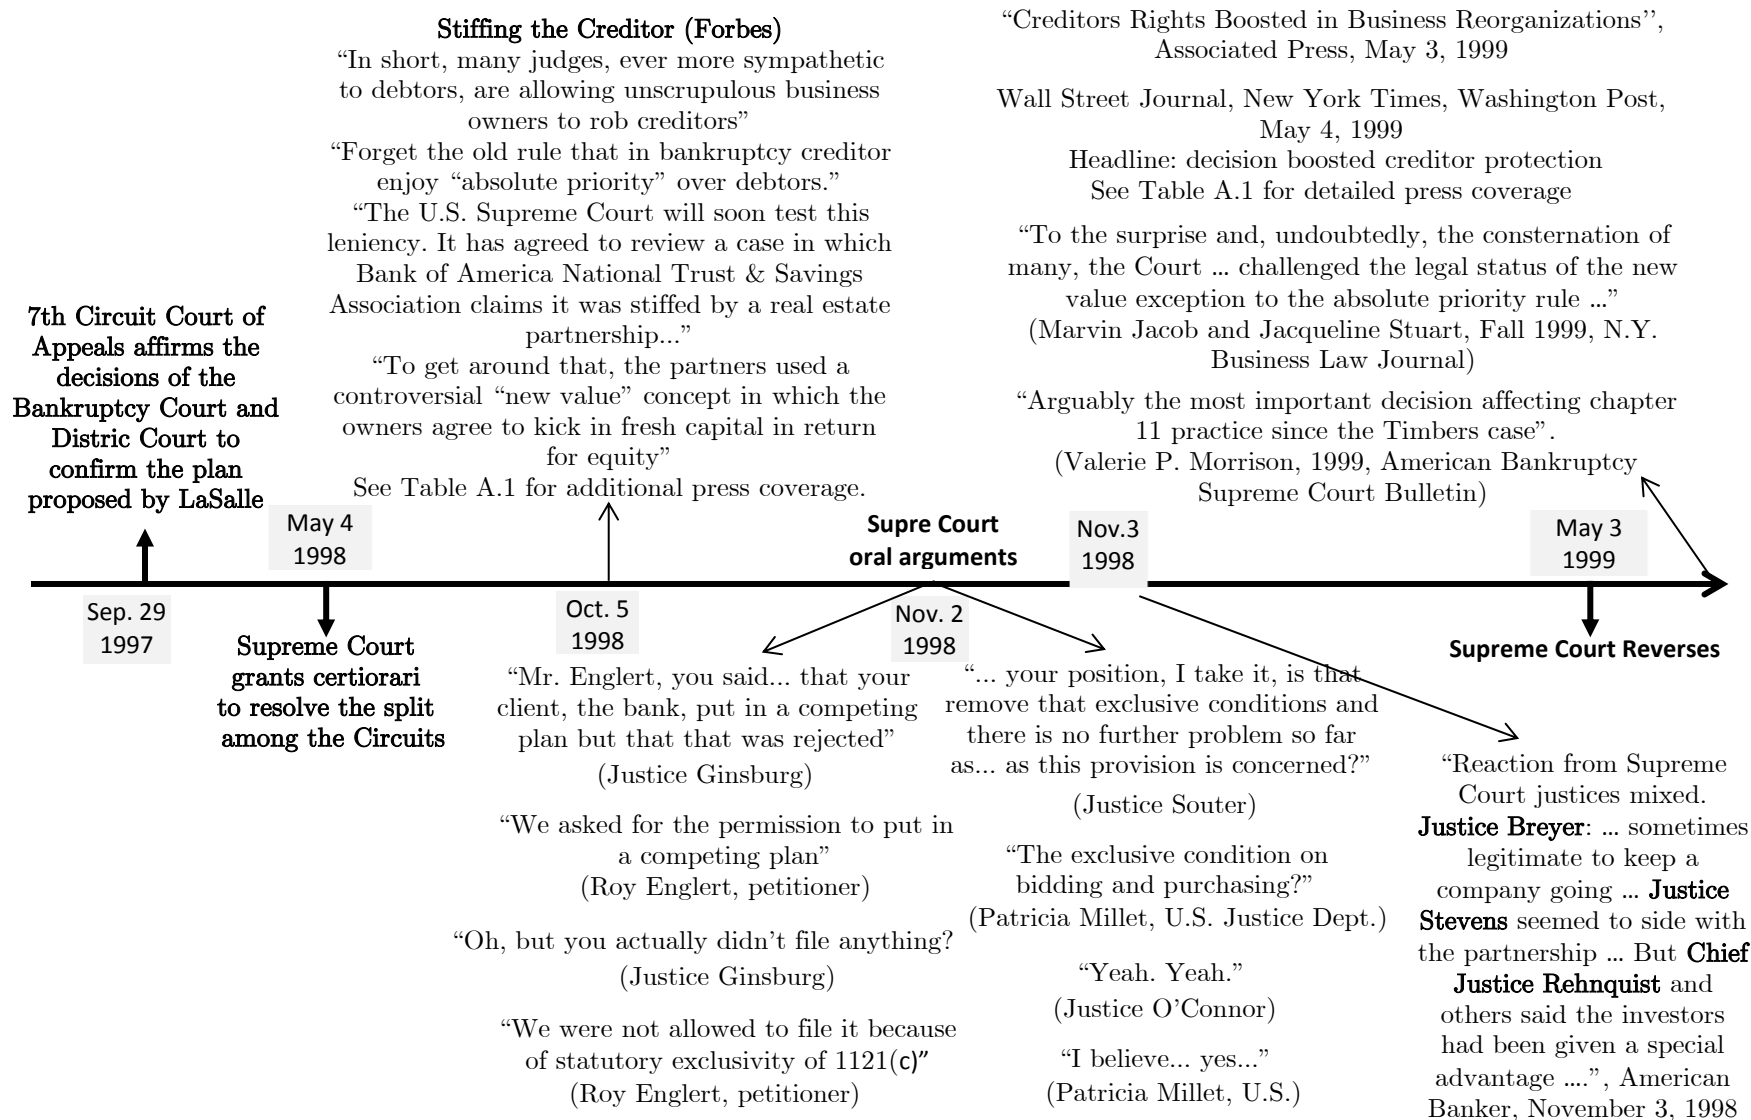 Stiffing the Creditor (Forbes)
“In short, many judges, ever more sympathetic
to debtors, are allowing unscrupulous business
owners to rob creditors”
“Forget the old rule that in bankruptcy creditor
enjoy “absolute priority” over debtors.”
“The U.S. Supreme Court will soon test this
leniency. It has agreed to review a case in which
Bank of America National Trust & Savings
Association claims it was stiffed by a real estate
partnership...”
“To get around that, the partners used a
controversial “new value” concept in which the
owners agree to kick in fresh capital in return
for equity”
See Table A.1 for additional press coverage.
“Creditors Rights Boosted in Business Reorganizations’’,
Associated Press, May 3, 1999
Wall Street Journal, New York Times, Washington Post,
May 4, 1999
Headline: decision boosted creditor protection
See Table A.1 for detailed press coverage
“To the surprise and, undoubtedly, the consternation of
many, the Court … challenged the legal status of the new
value exception to the absolute priority rule …”
(Marvin Jacob and Jacqueline Stuart, Fall 1999, N.Y.
Business Law Journal)
“Arguably the most important decision affecting chapter
11 practice since the Timbers case”.
(Valerie P. Morrison, 1999, American Bankruptcy
Supreme Court Bulletin)
7th Circuit Court of
Appeals affirms the
decisions of the
Bankruptcy Court and
Distric Court to
confirm the plan
proposed by LaSalle
May 4
1998
Supre Court
oral arguments
Nov.3
1998
May 3
1999
Sep. 29
1997
Oct. 5
1998
Nov. 2
1998
Supreme Court
grants certiorari
to resolve the split
among the Circuits
Supreme Court Reverses
“Mr. Englert, you said... that your
client, the bank, put in a competing
plan but that that was rejected”
(Justice Ginsburg)
“We asked for the permission to put in
a competing plan”
(Roy Englert, petitioner)
“Oh, but you actually didn’t file anything?
(Justice Ginsburg)
“We were not allowed to file it because
of statutory exclusivity of 1121(c)”
(Roy Englert, petitioner)
“... your position, I take it, is that
remove that exclusive conditions and
there is no further problem so far
as... as this provision is concerned?”
(Justice Souter)
“The exclusive condition on
bidding and purchasing?”
(Patricia Millet, U.S. Justice Dept.)
“Yeah. Yeah.”
(Justice O’Connor)
“I believe... yes...”
(Patricia Millet, U.S.)
“Reaction from Supreme
Court justices mixed.
Justice Breyer: … sometimes
legitimate to keep a
company going … Justice
Stevens seemed to side with
the partnership … But Chief
Justice Rehnquist and
others said the investors
had been given a special
advantage ….”, American
Banker, November 3, 1998